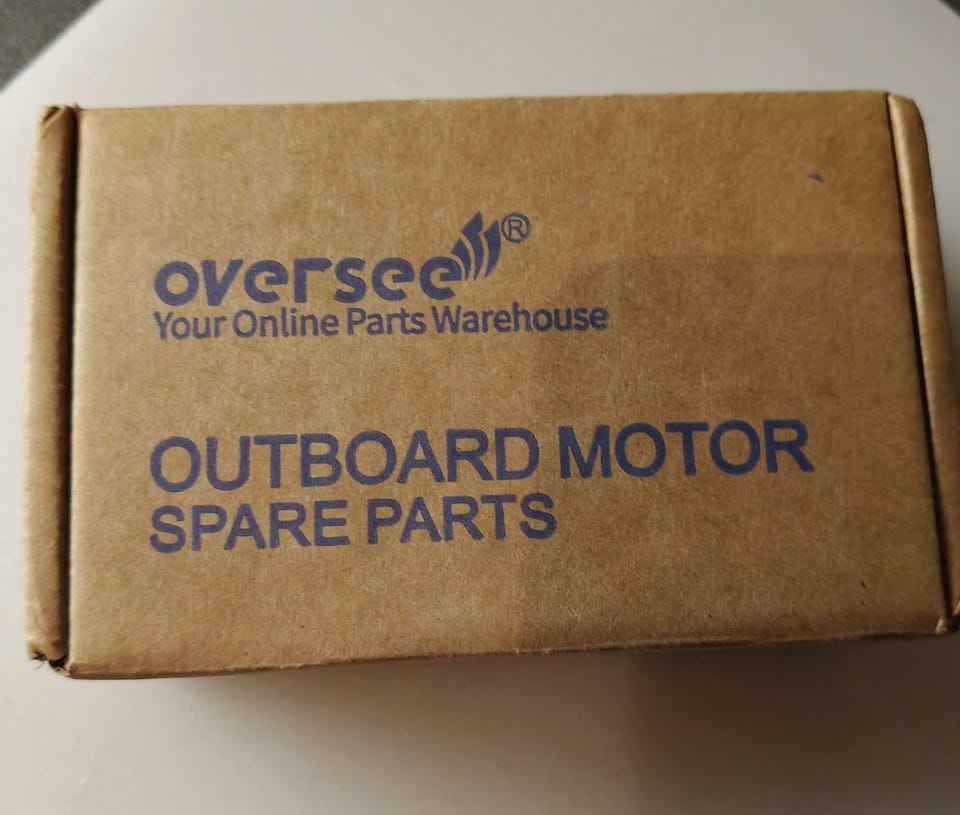 oversee®
Your Online Parts Warehouse
OUTBOARD MOTOR
SPARE PARTS